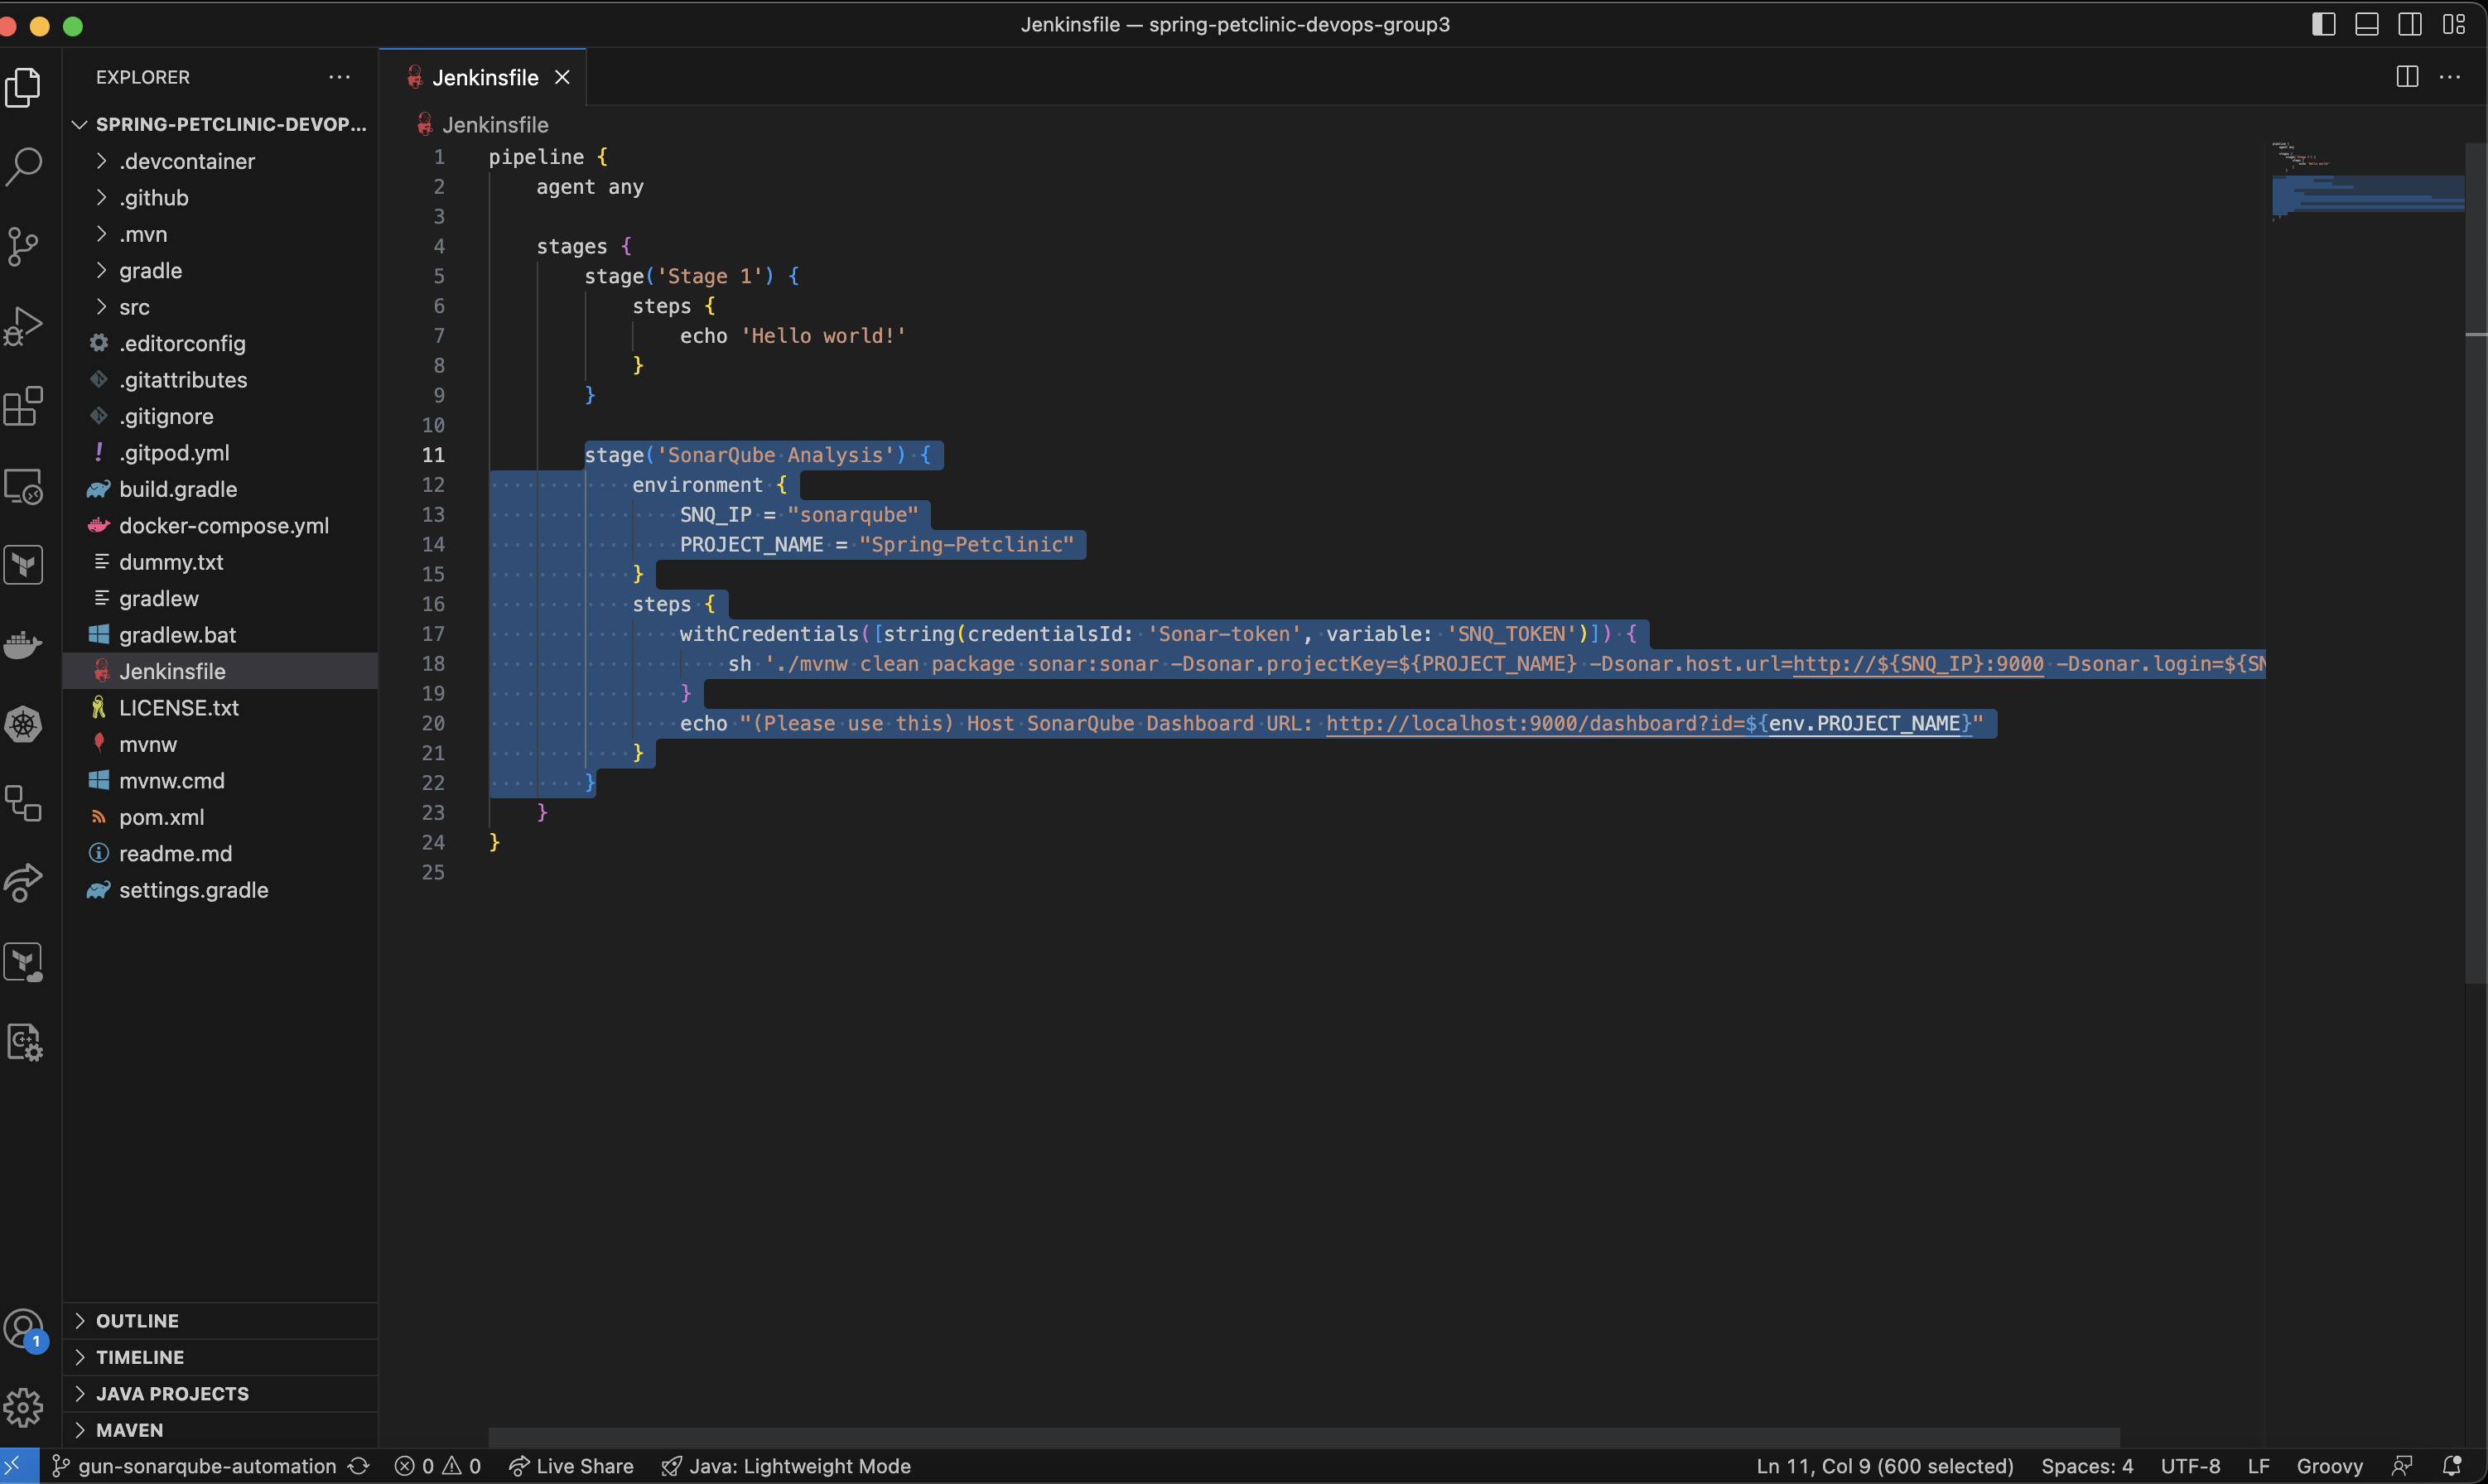 Jenkinsfile — spring-petclinic-devops-group3
EXPLORER
SPRING-PETCLINIC-DEVOP...
.devcontainer
.github
.mvn
gradle
src
.editorconfig
.gitattributes
.gitignore
.gitpod.yml
build.gradle
docker-compose.yml
dummy.txt
gradlew
gradlew.bat
Jenkinsfile
LICENSE.txt
mvnw
mvnw.cmd
pom.xml
readme.md
settings.gradle
OUTLINE
TIMELINE
JAVA PROJECTS
MAVEN
Jenkinsfile
Jenkinsfile
1 pipeline {
2     agent any
3
4     stages {
5         stage('Stage 1') {
6             steps {
7                 echo 'Hello world!'
8             }
9         }
10
11         stage('SonarQube Analysis') {
12             environment {
13                 SNQ_IP = "sonarqube"
14                 PROJECT_NAME = "Spring-Petclinic"
15             }
16             steps {
17                 withCredentials([string(credentialsId: 'Sonar-token', variable: 'SNQ_TOKEN')]) {
18                     sh './mvnw clean package sonar:sonar -Dsonar.projectKey=${PROJECT_NAME} -Dsonar.host.url=http://${SNQ_IP}:9000 -Dsonar.login=${SN
19                 }
20                 echo "(Please use this) Host SonarQube Dashboard URL: http://localhost:9000/dashboard?id=${env.PROJECT_NAME}"
21             }
22         }
23     }
24 }
25
1
gun-sonarqube-automation 0 0 Live Share Java: Lightweight Mode Ln 11, Col 9 (600 selected) Spaces: 4 UTF-8 LF Groovy